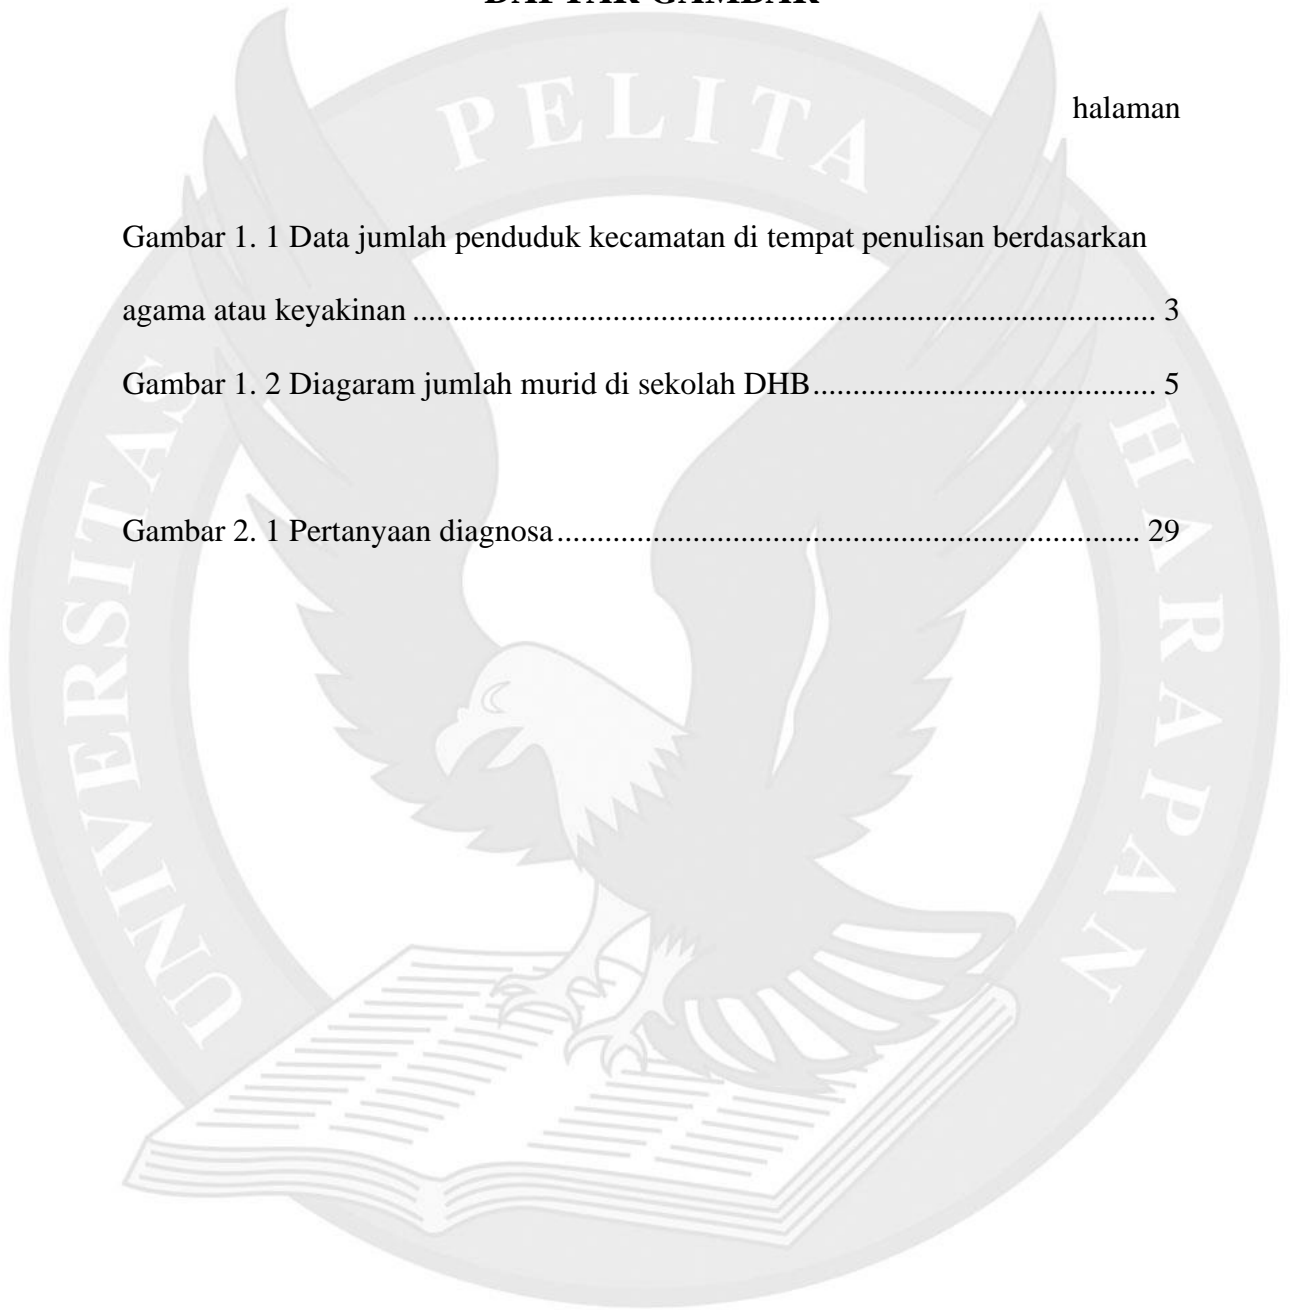 DAFTAR GAMBAR
halaman
Gambar 1. 1 Data jumlah penduduk kecamatan di tempat penulisan berdasarkan
agama atau keyakinan ............................................................................................. 3
Gambar 1. 2 Diagaram jumlah murid di sekolah DHB........................................... 5
Gambar 2. 1 Pertanyaan diagnosa......................................................................... 29
UNIVERSITAS PELITA HARAPAN